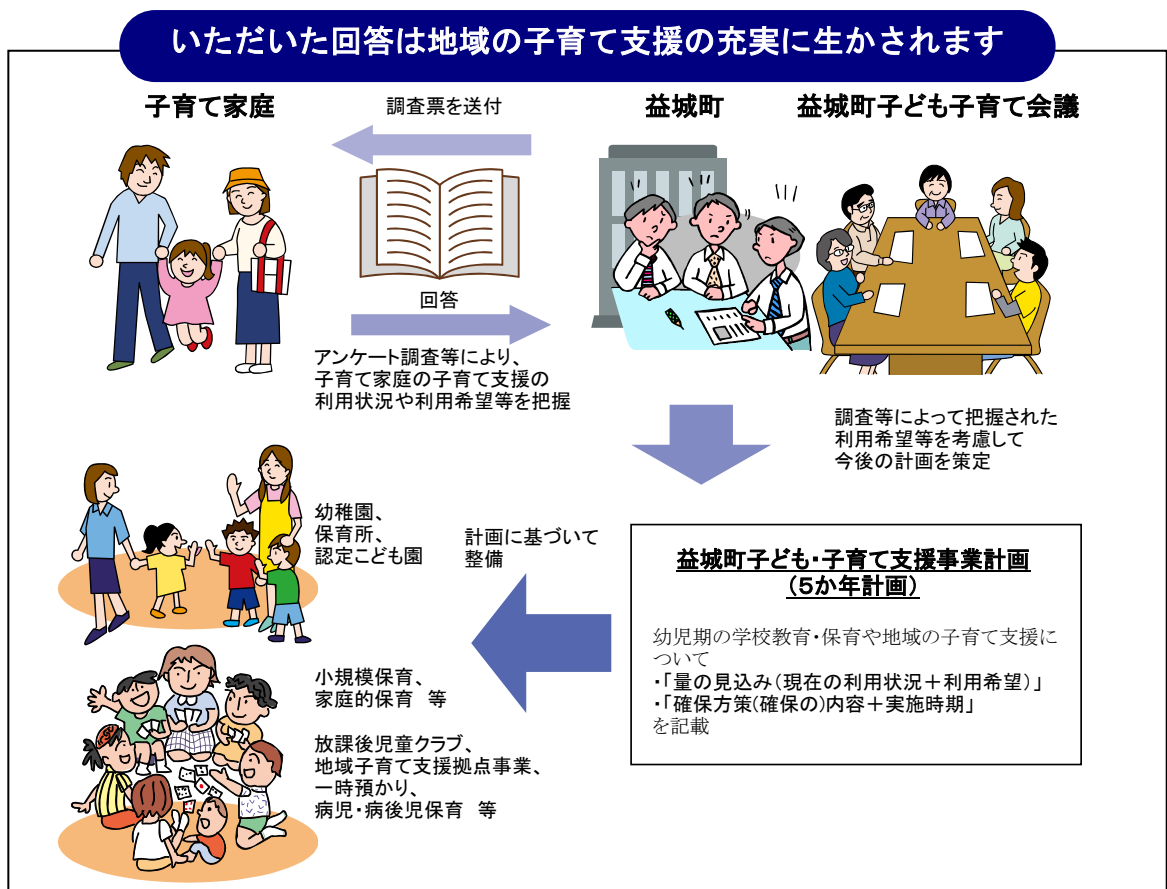 いただいた回答は地域の子育て支援の充実に生かされます
子育て家庭
調査票を送付
益城町
益城町子ども子育て会議
回答
アンケート調査等により、
子育て家庭の子育て支援の
利用状況や利用希望等を把握
調査等によって把握された
利用希望等を考慮して
今後の計画を策定
幼稚園、
保育所、
認定こども園
計画に基づいて
整備
益城町子ども・子育て支援事業計画
(5か年計画)
幼児期の学校教育・保育や地域の子育て支援に
ついて
・「量の見込み(現在の利用状況+利用希望)」
・「確保方策(確保の)内容+実施時期」
を記載
小規模保育、
家庭的保育 等
放課後児童クラブ、
地域子育て支援拠点事業、
一時預かり、
病児・病後児保育 等